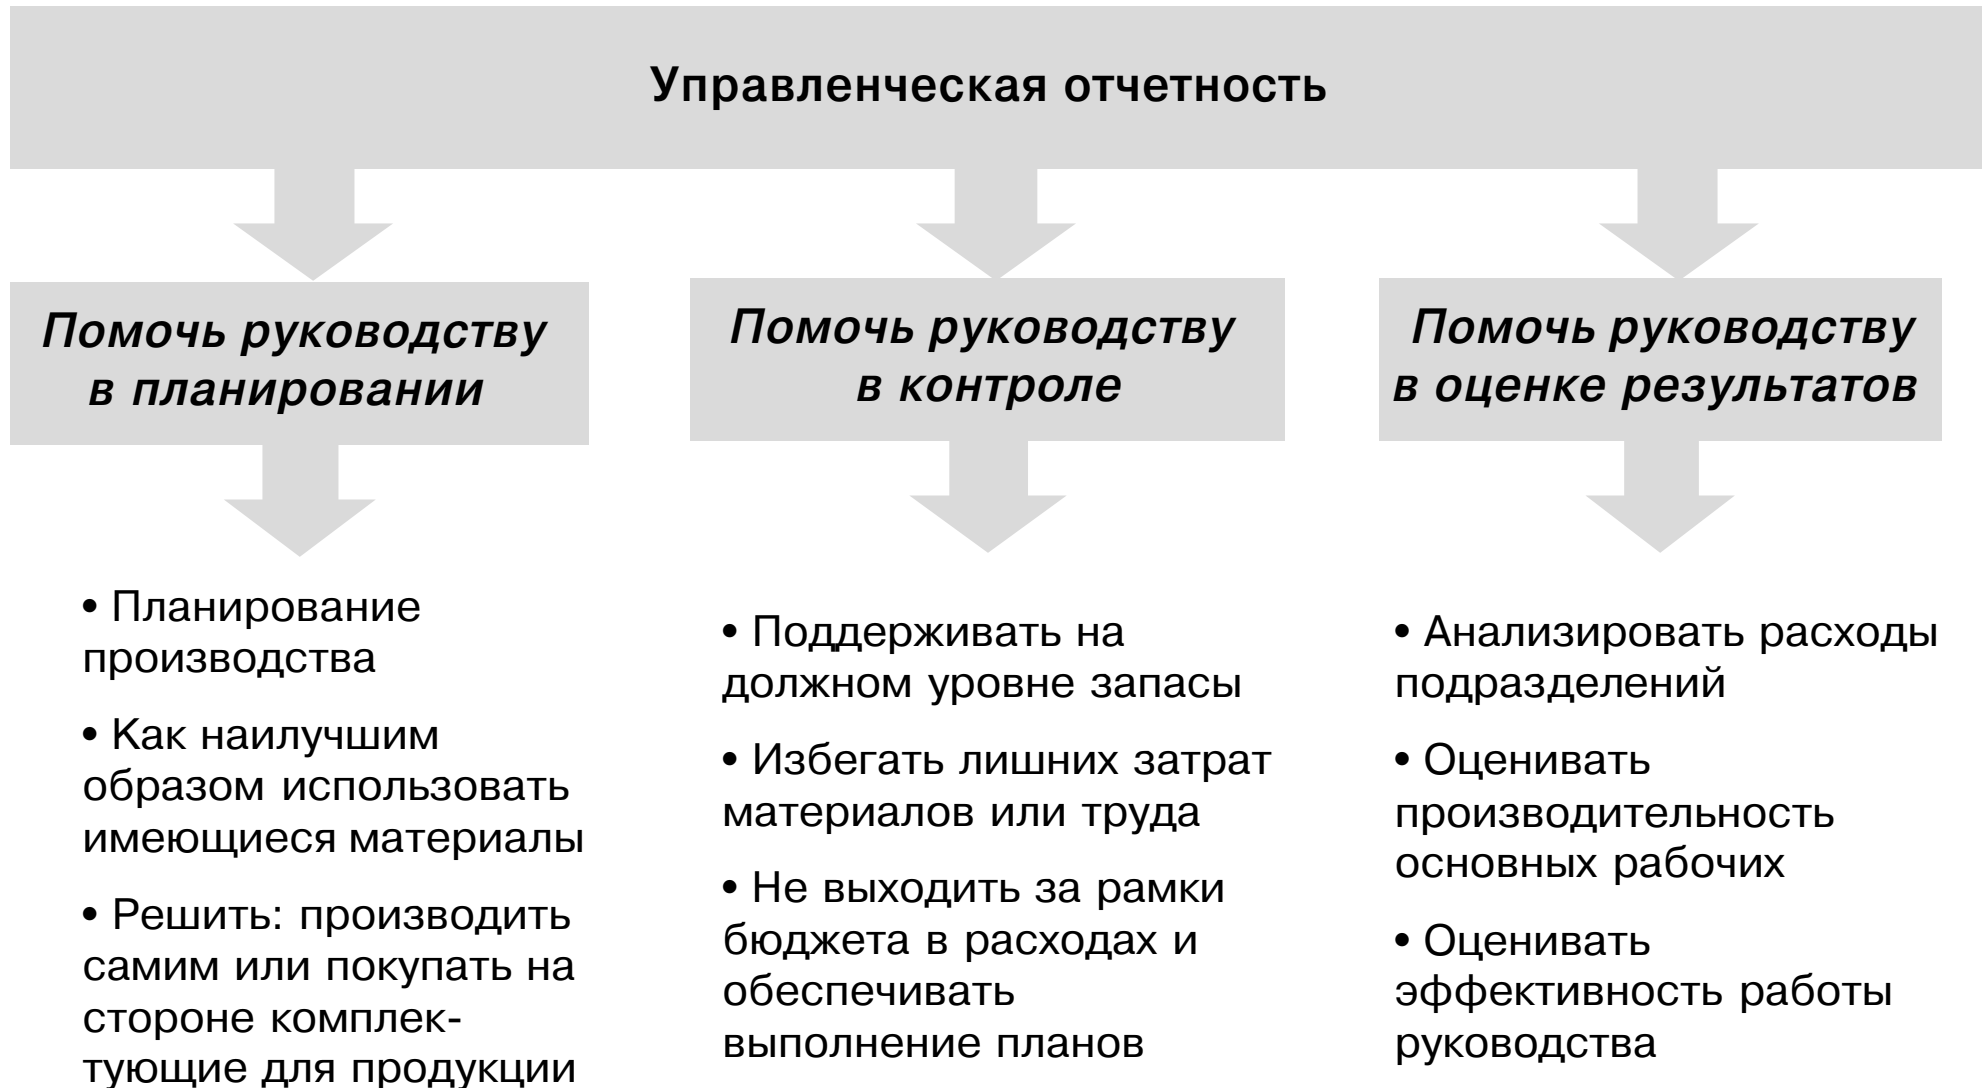 Управленческая отчетность
Помочь руководству
в планировании
Помочь руководству
в контроле
Помочь руководству
в оценке результатов
• Планирование
производства
• Как наилучшим
образом использовать
имеющиеся материалы
• Решить: производить
самим или покупать на
стороне комплек-
тующие для продукции
• Поддерживать на
должном уровне запасы
• Избегать лишних затрат
материалов или труда
• Не выходить за рамки
бюджета в расходах и
обеспечивать
выполнение планов
• Анализировать расходы
подразделений
• Оценивать
производительность
основных рабочих
• Оценивать
эффективность работы
руководства